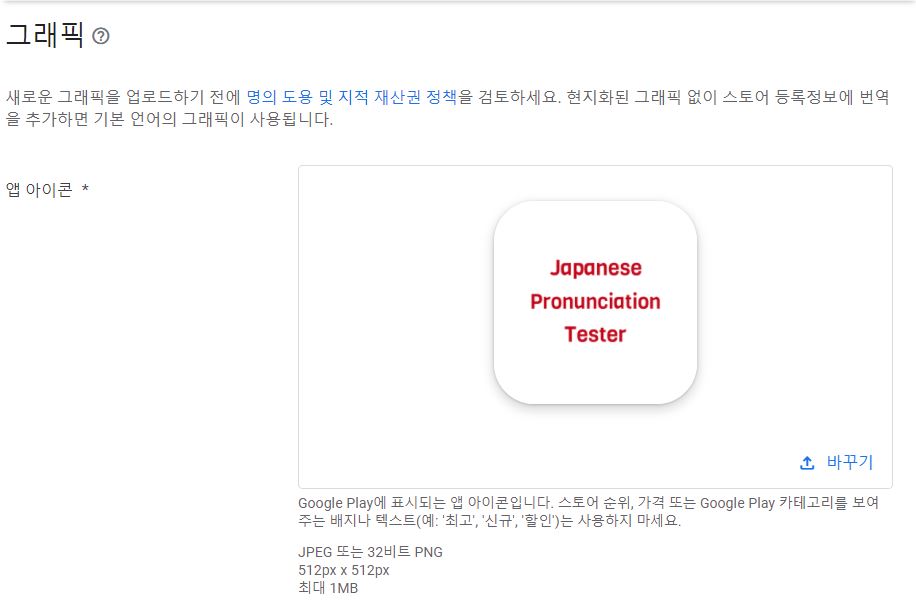 그래픽
새로운 그래픽을 업로드하기 전에 명의 도용 및 지적 재산권 정책을 검토하세요. 현지화된 그래픽 없이 스토어 등록정보에 번역
을 추가하면 기본 언어의 그래픽이 사용됩니다.
앱 아이콘 *
Japanese
Pronunciation
Tester
바꾸기
Google Play에 표시되는 앱 아이콘입니다. 스토어 순위, 가격 또는 Google Play 카테고리를 보여
주는 배지나 텍스트(예: '최고', '신규', '할인')는 사용하지 마세요.
JPEG 또는 32비트 PNG
512px x 512px
최대 1MB